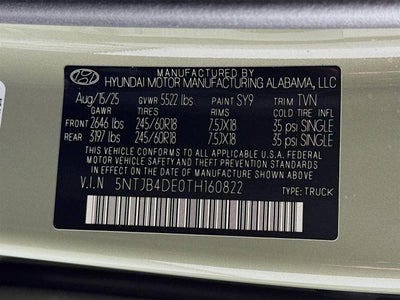 MANUFACTURED BY
HYUNDAI MOTOR MANUFACTURING ALABAMA, LLC
Aug/15/25 GVWR 5522 lbs PAINT SY9 TRIM TVN
GAWR TIRE RIM COLD TIRE INFL
FRONT 2646 lbs 245/60R18 7.5JX18 35 psi SINGLE
REAR 3197 lbs 245/60R18 7.5JX18 35 psi SINGLE
THIS VEHICLE CONFORMS TO ALL APPLICABLE U.S.A. FEDERAL
MOTOR VEHICLE SAFETY AND THEFT PREVENTION STANDARDS
IN EFFECT ON THE DATE OF MANUFACTURE SHOWN ABOVE.
V.I.N 5NTJB4DE0TH160822 TYPE: TRUCK